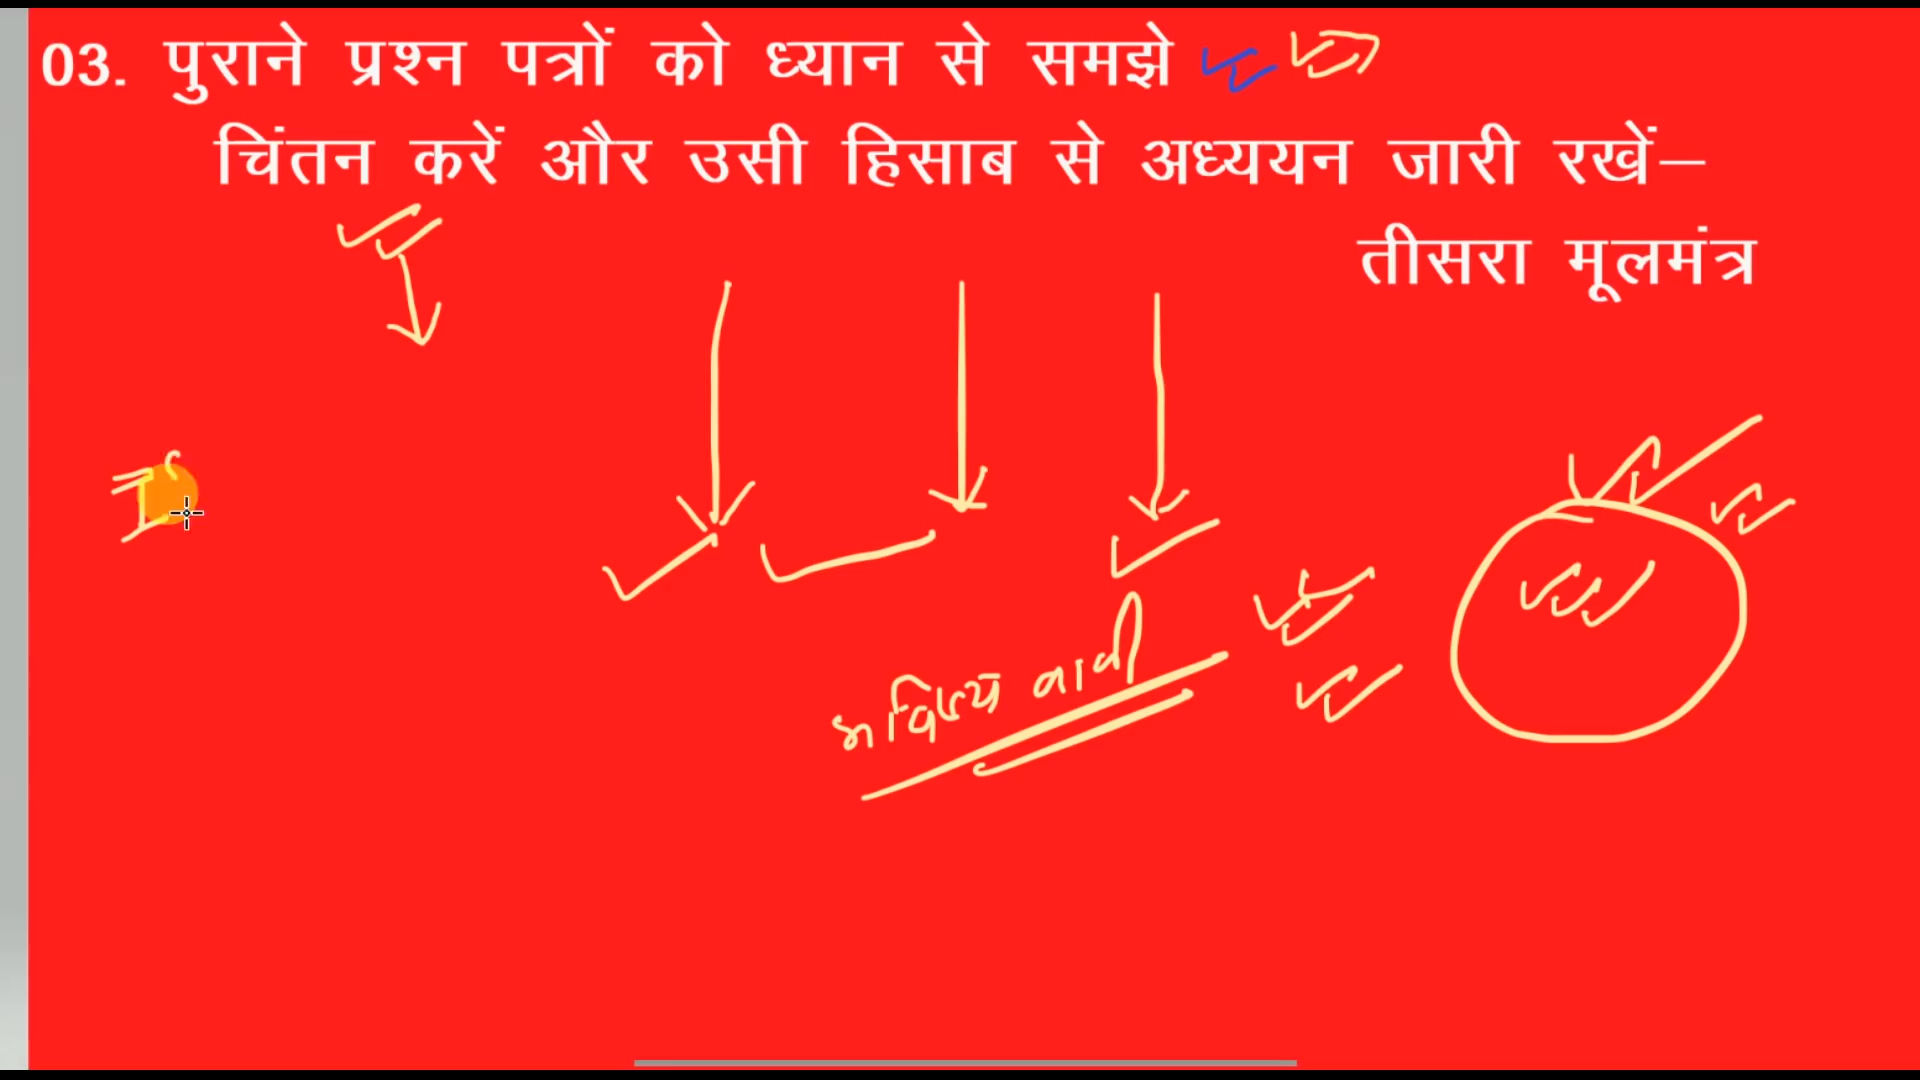 03. पुराने प्रश्न पत्रों को ध्यान से समझे
चिंतन करें और उसी हिसाब से अध्ययन जारी रखें–
तीसरा मूलमंत्र
भविष्य वाणी